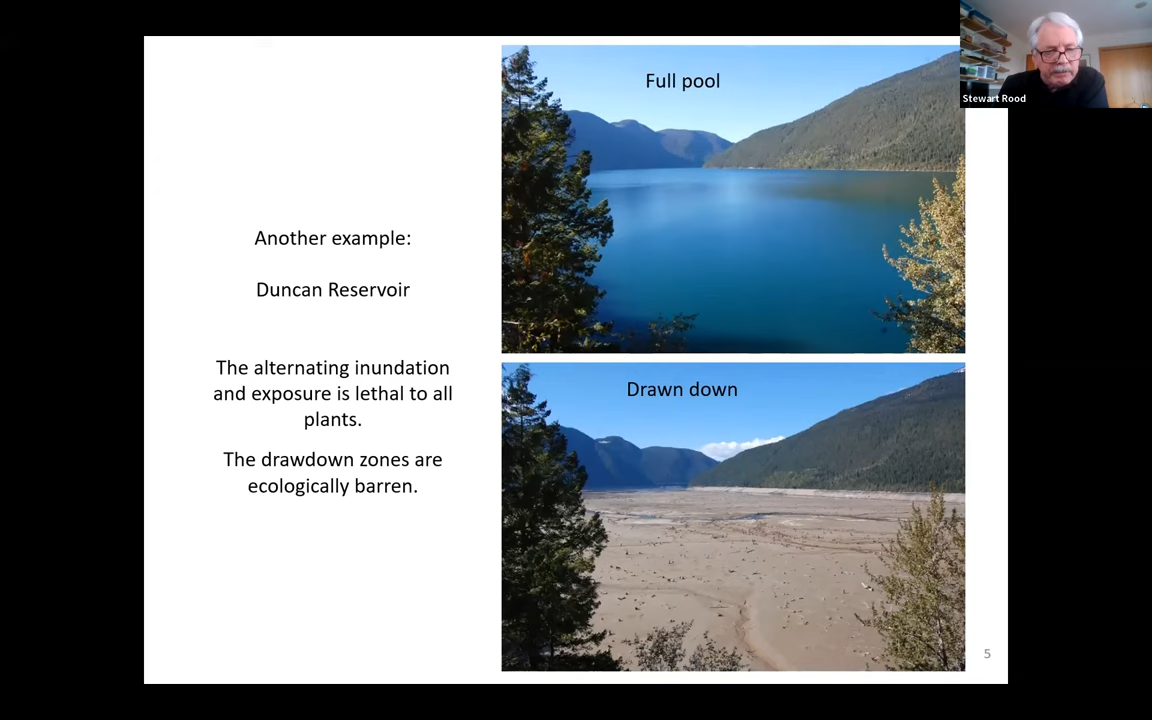 Full pool
Stewart Rood
Another example:
Duncan Reservoir
The alternating inundation
and exposure is lethal to all
plants.
The drawdown zones are
ecologically barren.
Drawn down
5